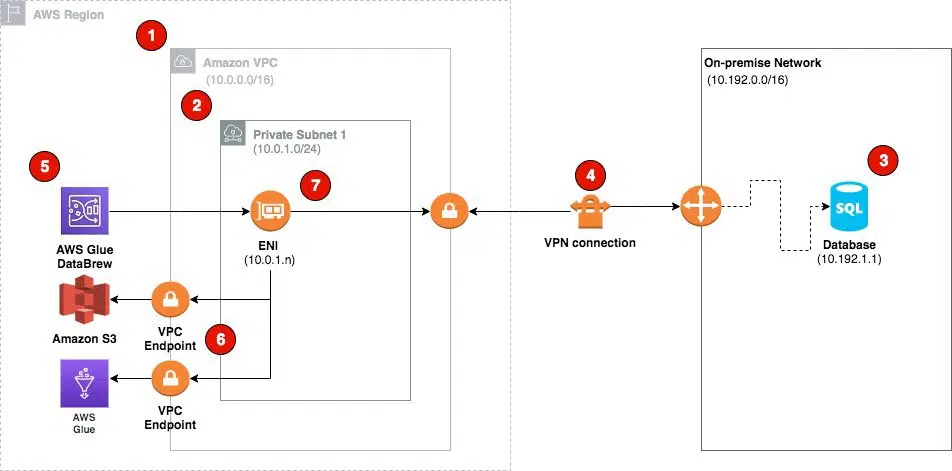 AWS Region
1
Amazon VPC
(10.0.0.0/16)
On-premise Network
(10.192.0.0/16)
2
Private Subnet 1
(10.0.1.0/24)
5
7
4
3
SQL
AWS Glue
DataBrew
ENI
(10.0.1.n)
VPN connection
Database
(10.192.1.1)
Amazon S3
VPC
Endpoint
6
AWS
Glue
VPC
Endpoint